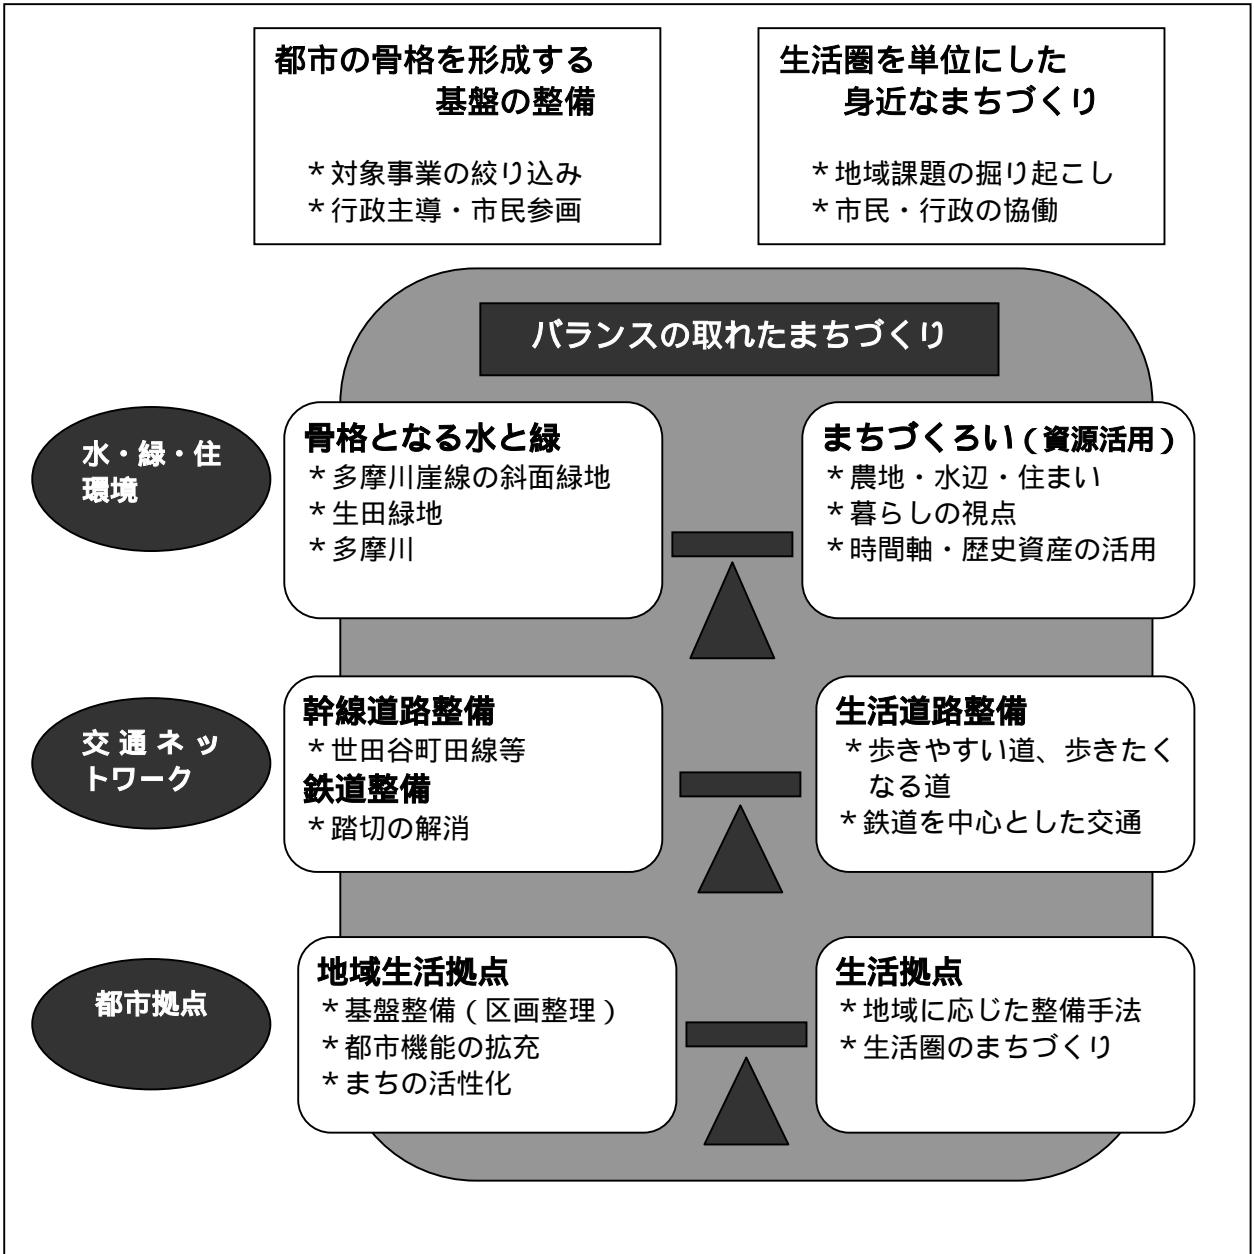 都市の骨格を形成する
基盤の整備
*対象事業の絞り込み
*行政主導・市民参画
生活圏を単位にした
身近なまちづくり
*地域課題の掘り起こし
*市民・行政の協働
バランスの取れたまちづくり
水・緑・住
環境
骨格となる水と緑
*多摩川崖線の斜面緑地
*生田緑地
*多摩川
まちづくろい(資源活用)
*農地・水辺・住まい
*暮らしの視点
*時間軸・歴史資産の活用
交通ネッ
トワーク
幹線道路整備
*世田谷町田線等
鉄道整備
*踏切の解消
生活道路整備
*歩きやすい道、歩きたく
なる道
*鉄道を中心とした交通
都市拠点
地域生活拠点
*基盤整備(区画整理)
*都市機能の拡充
*まちの活性化
生活拠点
*地域に応じた整備手法
*生活圏のまちづくり